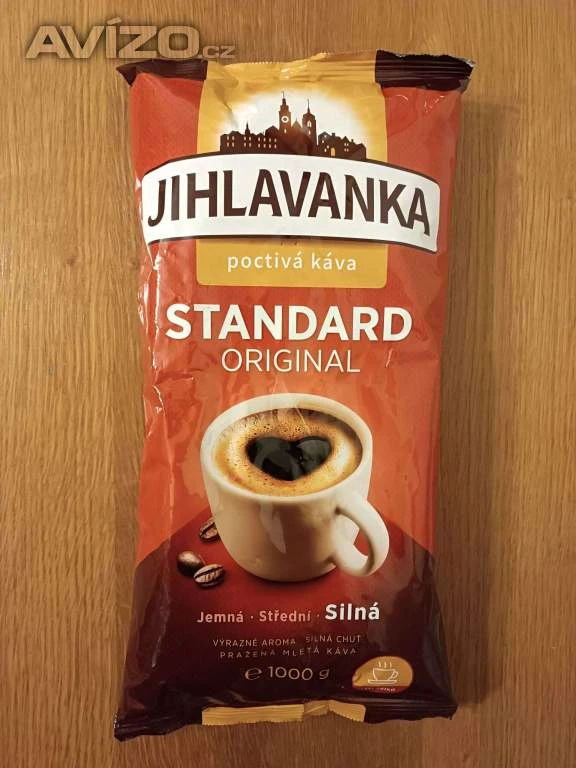 AVÍZO.cz
JIHLAVANKA
poctivá káva
STANDARD
ORIGINAL
Jemná · Střední · Silná
VÝRAZNÉ AROMA SILNÁ CHUŤ
PRAŽENÁ MLETÁ KÁVA
℮ 1000 g